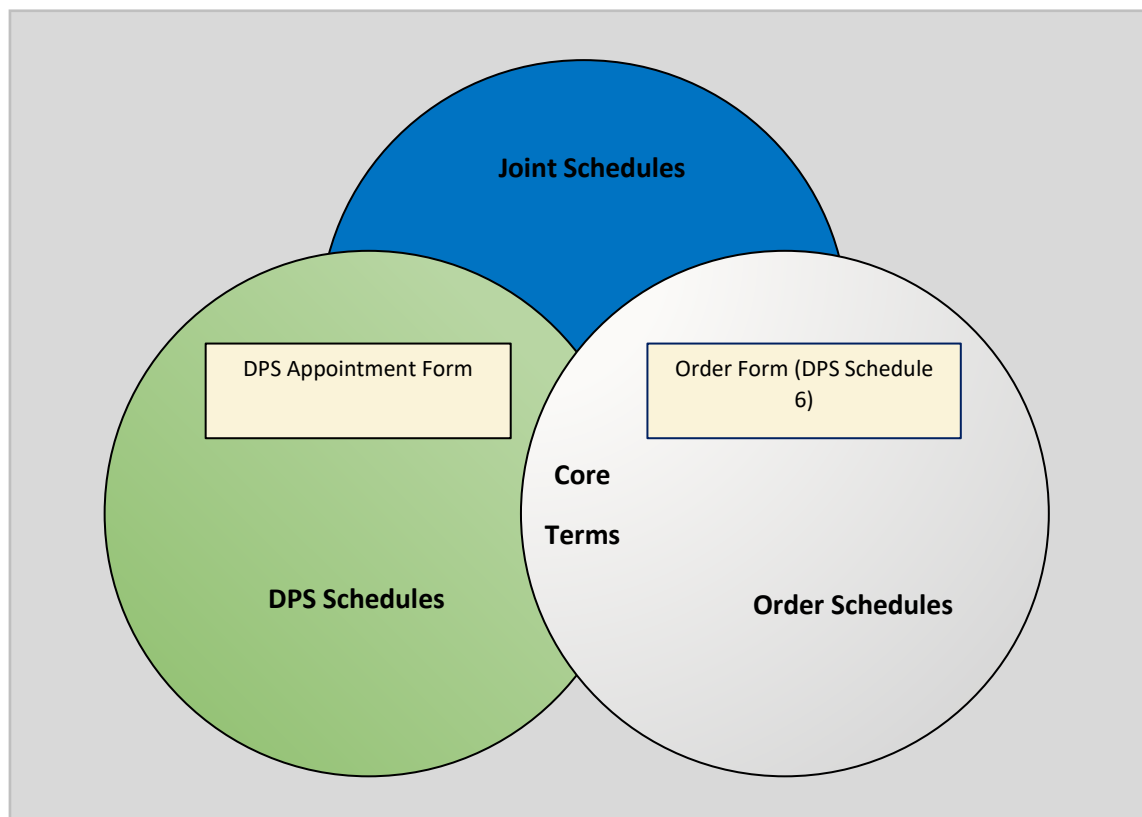 Joint Schedules
DPS Appointment Form
Order Form (DPS Schedule
6)
Core
Terms
DPS Schedules
Order Schedules